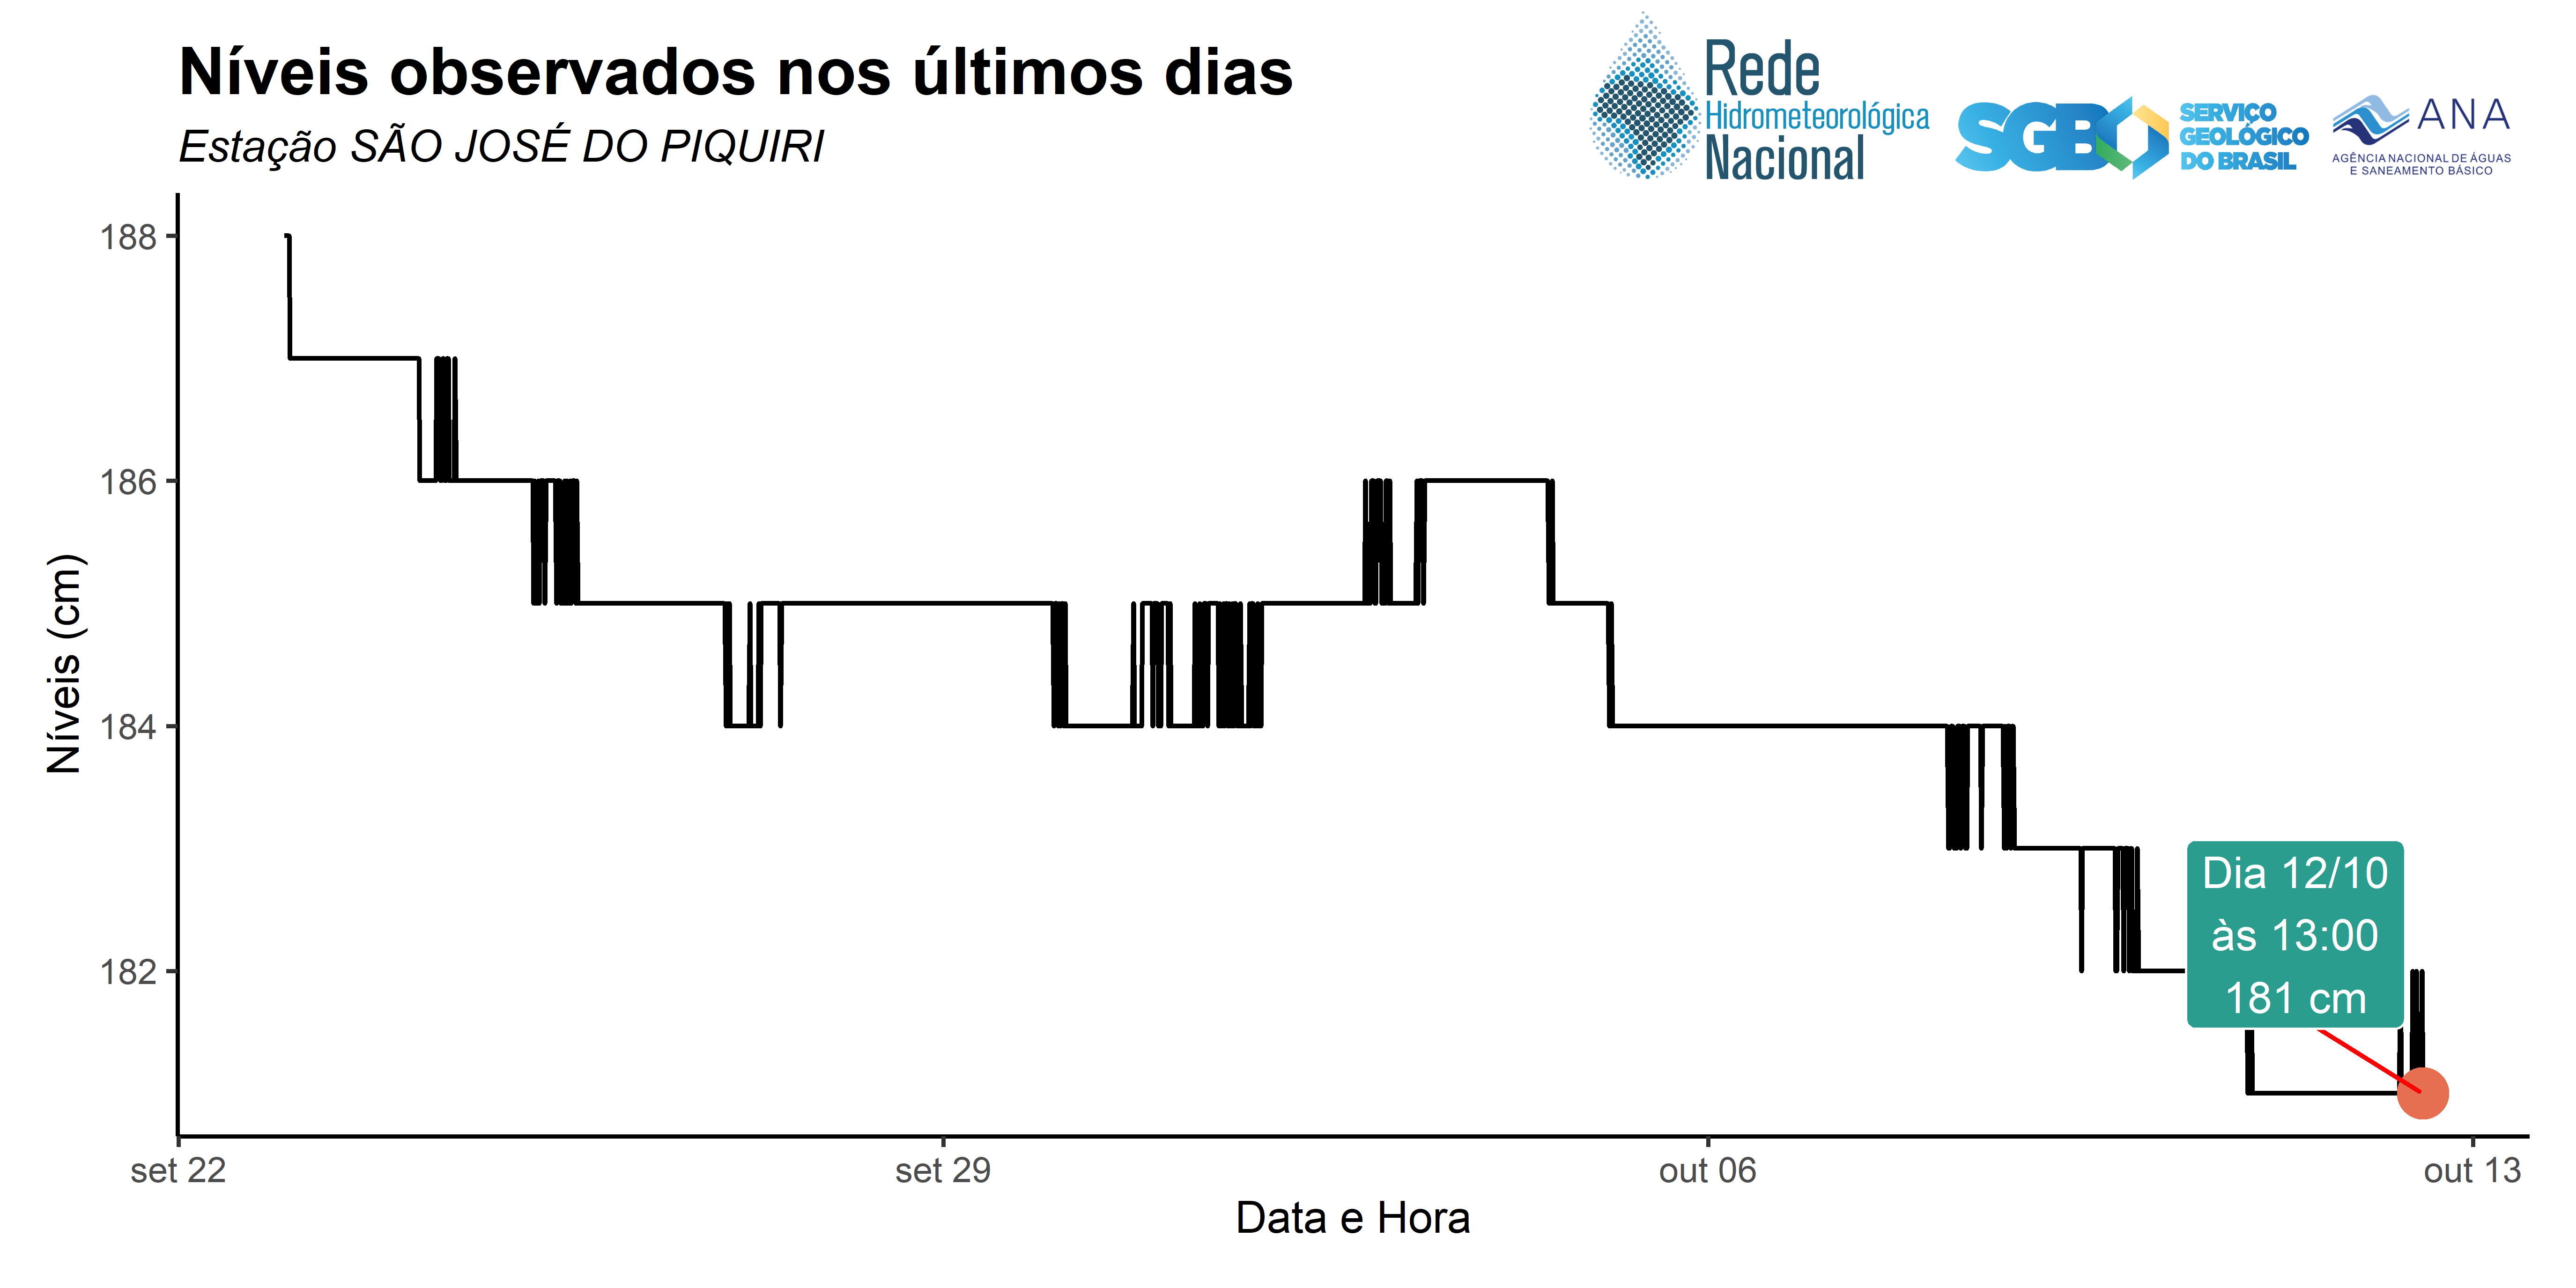 Níveis observados nos últimos dias
Estação SÃO JOSÉ DO PIQUIRI
Rede
Hidrometeorológica
Nacional
SGB
SERVIÇO
GEOLÓGICO
DO BRASIL
ANA
AGÊNCIA NACIONAL DE ÁGUAS
E SANEAMENTO BÁSICO
Níveis (cm)
188
186
184
182
Dia 12/10
às 13:00
181 cm
set 22
set 29
out 06
out 13
Data e Hora